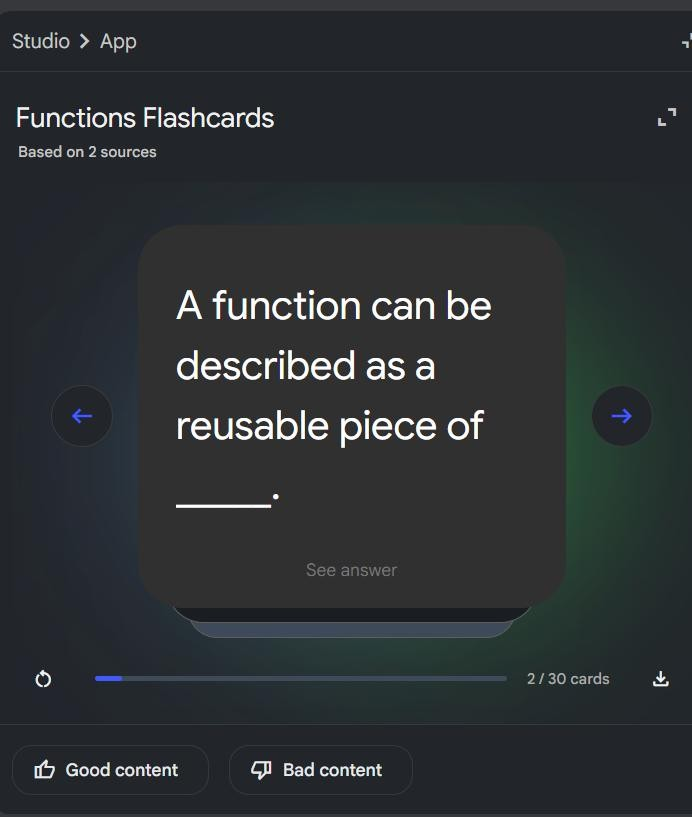 Studio > App
Functions Flashcards
Based on 2 sources
A function can be
described as a
reusable piece of
_____.
See answer
2 / 30 cards
Good content
Bad content